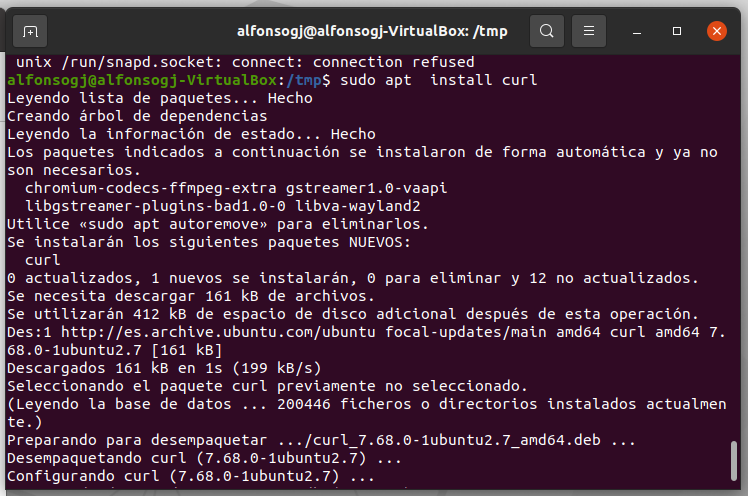 alfonsogj@alfonsogj-VirtualBox: /tmp
unix /run/snapd.socket: connect: connection refused
alfonsogj@alfonsogj-VirtualBox:/tmp$ sudo apt  install curl
Leyendo lista de paquetes... Hecho
Creando árbol de dependencias
Leyendo la información de estado... Hecho
Los paquetes indicados a continuación se instalaron de forma automática y ya no
son necesarios.
  chromium-codecs-ffmpeg-extra gstreamer1.0-vaapi
  libgstreamer-plugins-bad1.0-0 libva-wayland2
Utilice «sudo apt autoremove» para eliminarlos.
Se instalarán los siguientes paquetes NUEVOS:
  curl
0 actualizados, 1 nuevos se instalarán, 0 para eliminar y 12 no actualizados.
Se necesita descargar 161 kB de archivos.
Se utilizarán 412 kB de espacio de disco adicional después de esta operación.
Des:1 http://es.archive.ubuntu.com/ubuntu focal-updates/main amd64 curl amd64 7.
68.0-1ubuntu2.7 [161 kB]
Descargados 161 kB en 1s (199 kB/s)
Seleccionando el paquete curl previamente no seleccionado.
(Leyendo la base de datos ... 200446 ficheros o directorios instalados actualmen
te.)
Preparando para desempaquetar .../curl_7.68.0-1ubuntu2.7_amd64.deb ...
Desempaquetando curl (7.68.0-1ubuntu2.7) ...
Configurando curl (7.68.0-1ubuntu2.7) ...